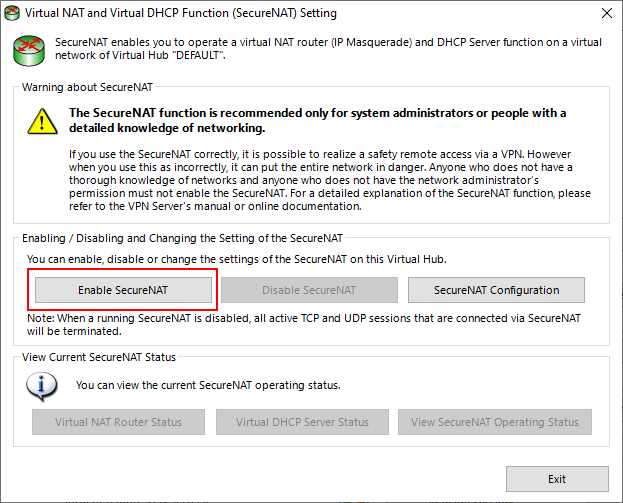 Virtual NAT and Virtual DHCP Function (SecureNAT) Setting
SecureNAT enables you to operate a virtual NAT router (IP Masquerade) and DHCP Server function on a virtual
network of Virtual Hub "DEFAULT".
Warning about SecureNAT
The SecureNAT function is recommended only for system administrators or people with a
detailed knowledge of networking.
If you use the SecureNAT correctly, it is possible to realize a safety remote access via a VPN. However
when you use this as incorrectly, it can put the entire network in danger. Anyone who does not have a
thorough knowledge of networks and anyone who does not have the network administrator's
permission must not enable the SecureNAT. For a detailed explanation of the SecureNAT function, please
refer to the VPN Server's manual or online documentation.
Enabling / Disabling and Changing the Setting of the SecureNAT
You can enable, disable or change the settings of the SecureNAT on this Virtual Hub.
Enable SecureNAT
Disable SecureNAT
SecureNAT Configuration
Note: When a running SecureNAT is disabled, all active TCP and UDP sessions that are connected via SecureNAT
will be terminated.
View Current SecureNAT Status
You can view the current SecureNAT operating status.
Virtual NAT Router Status
Virtual DHCP Server Status
View SecureNAT Operating Status
Exit